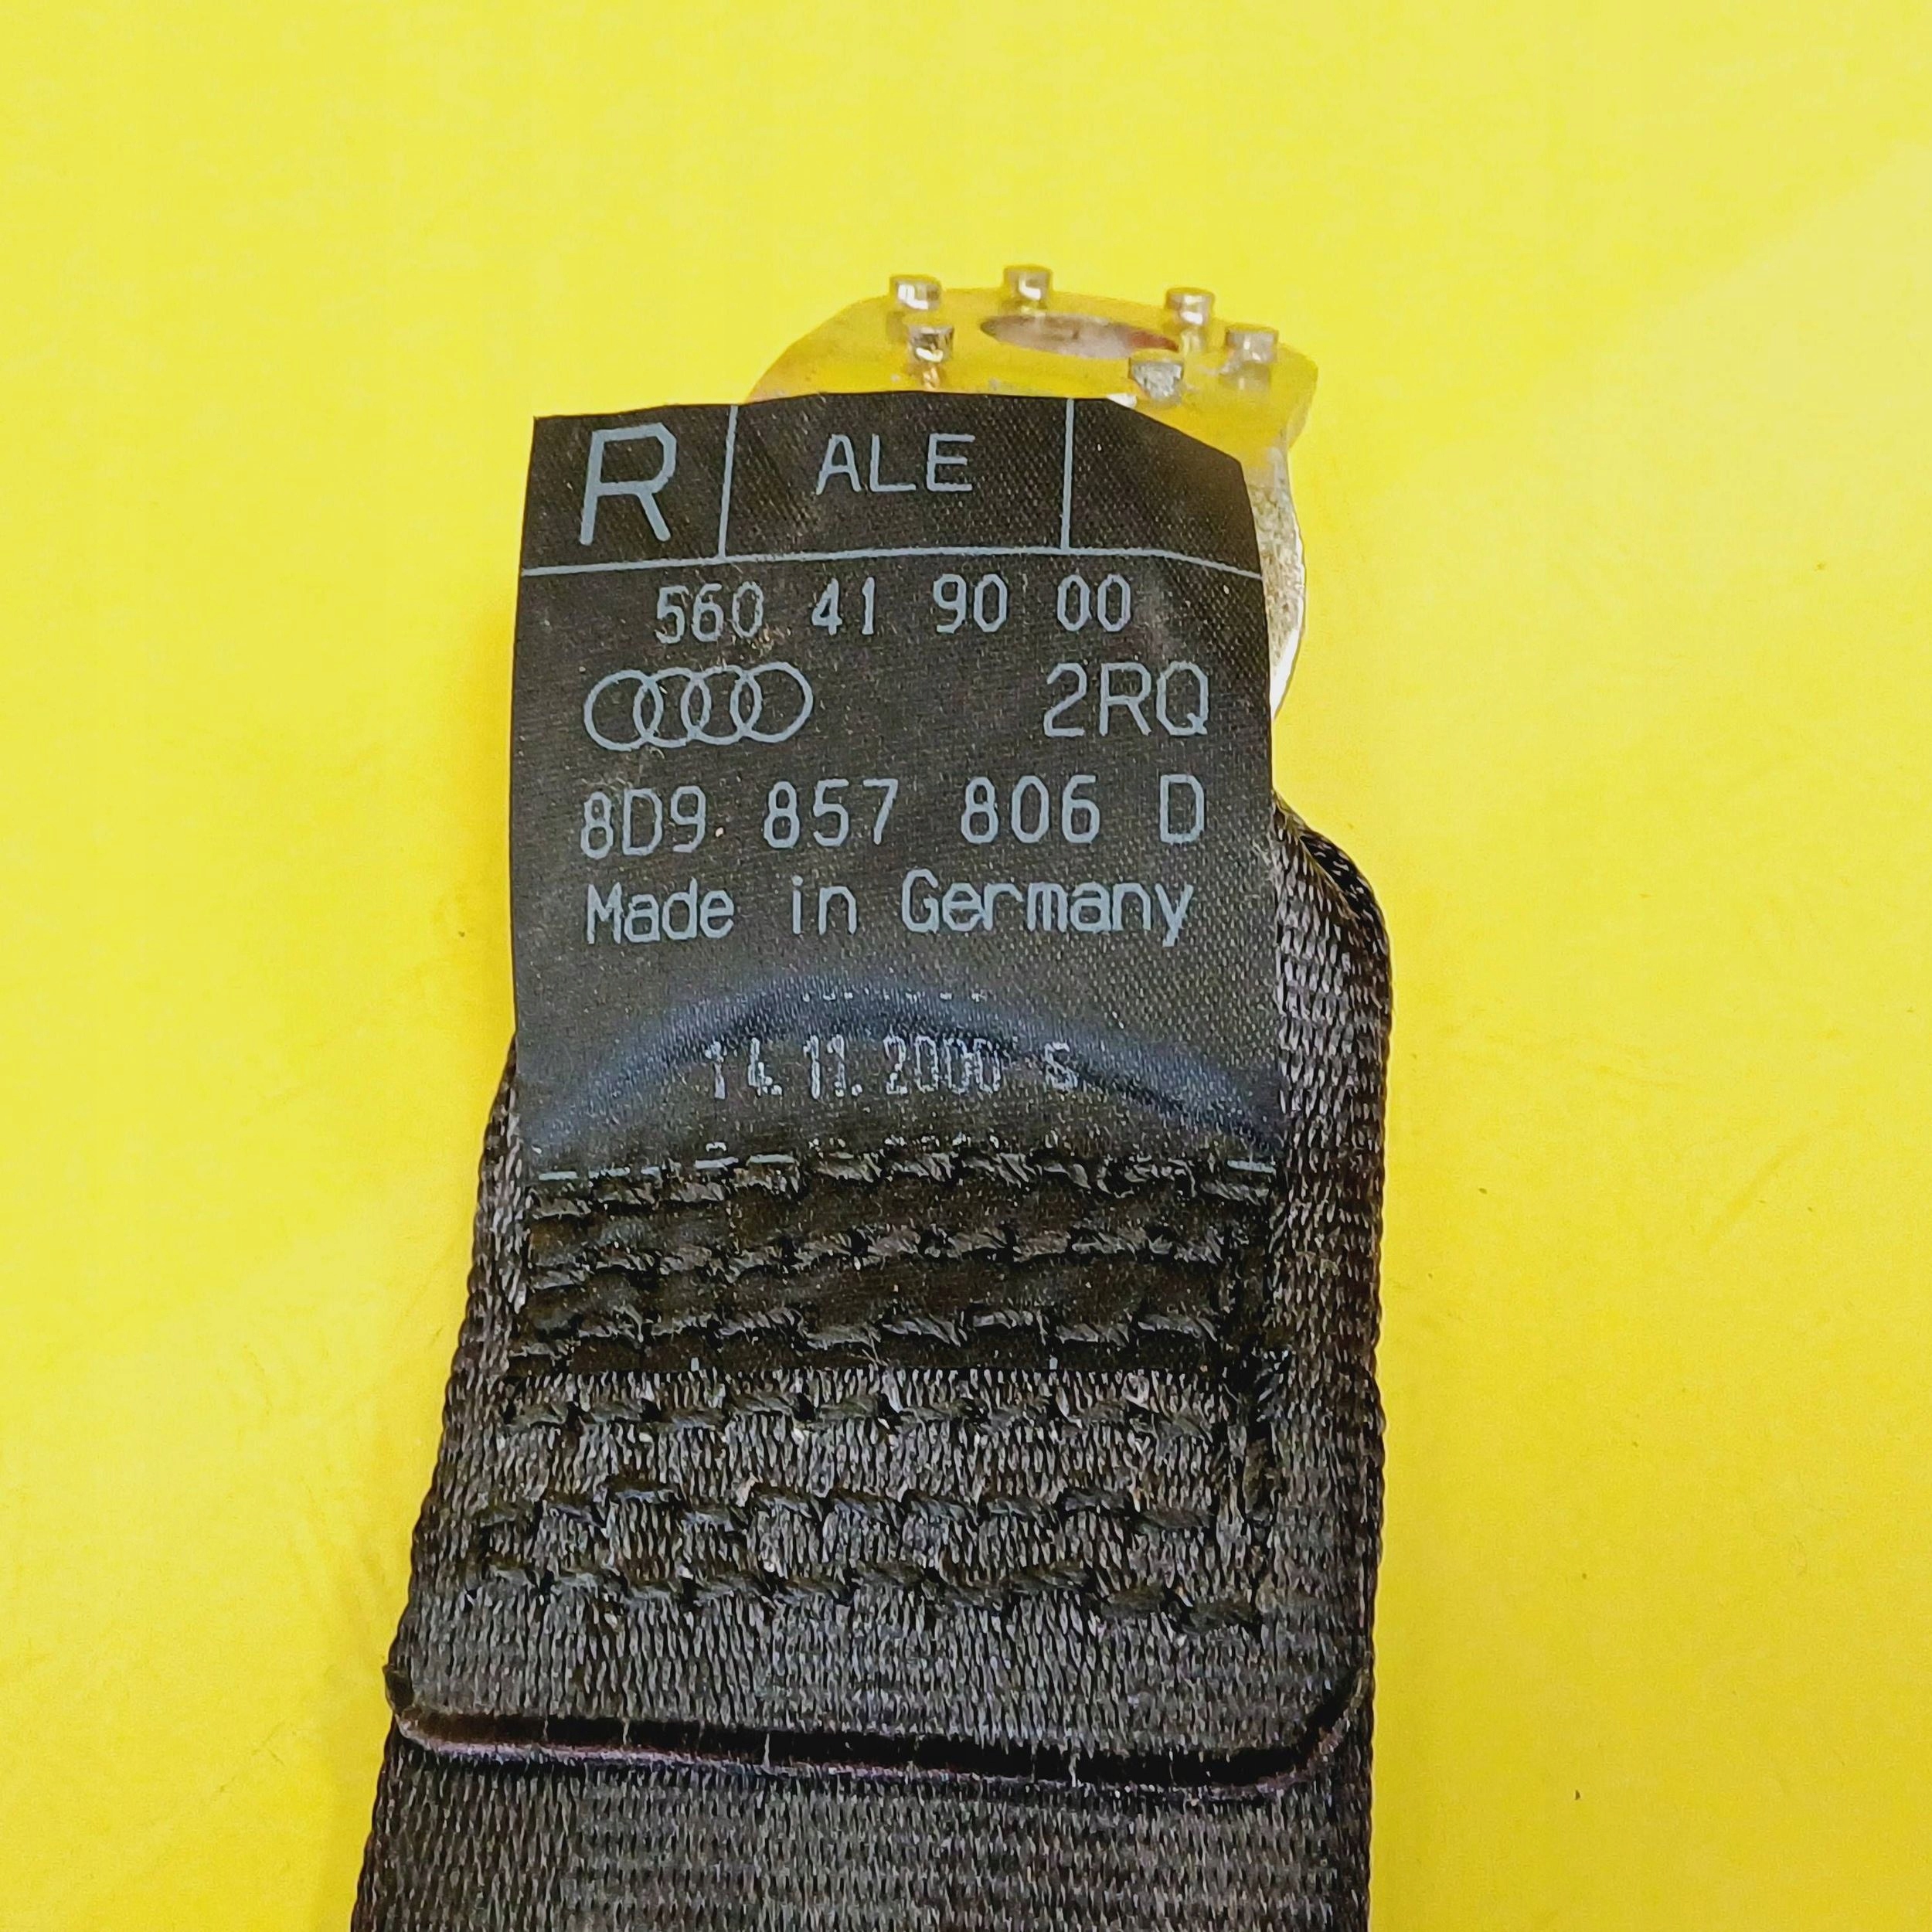 R ALE
560 41 90 00
2RQ
8D9 857 806 D
Made in Germany
14.11.2000 S